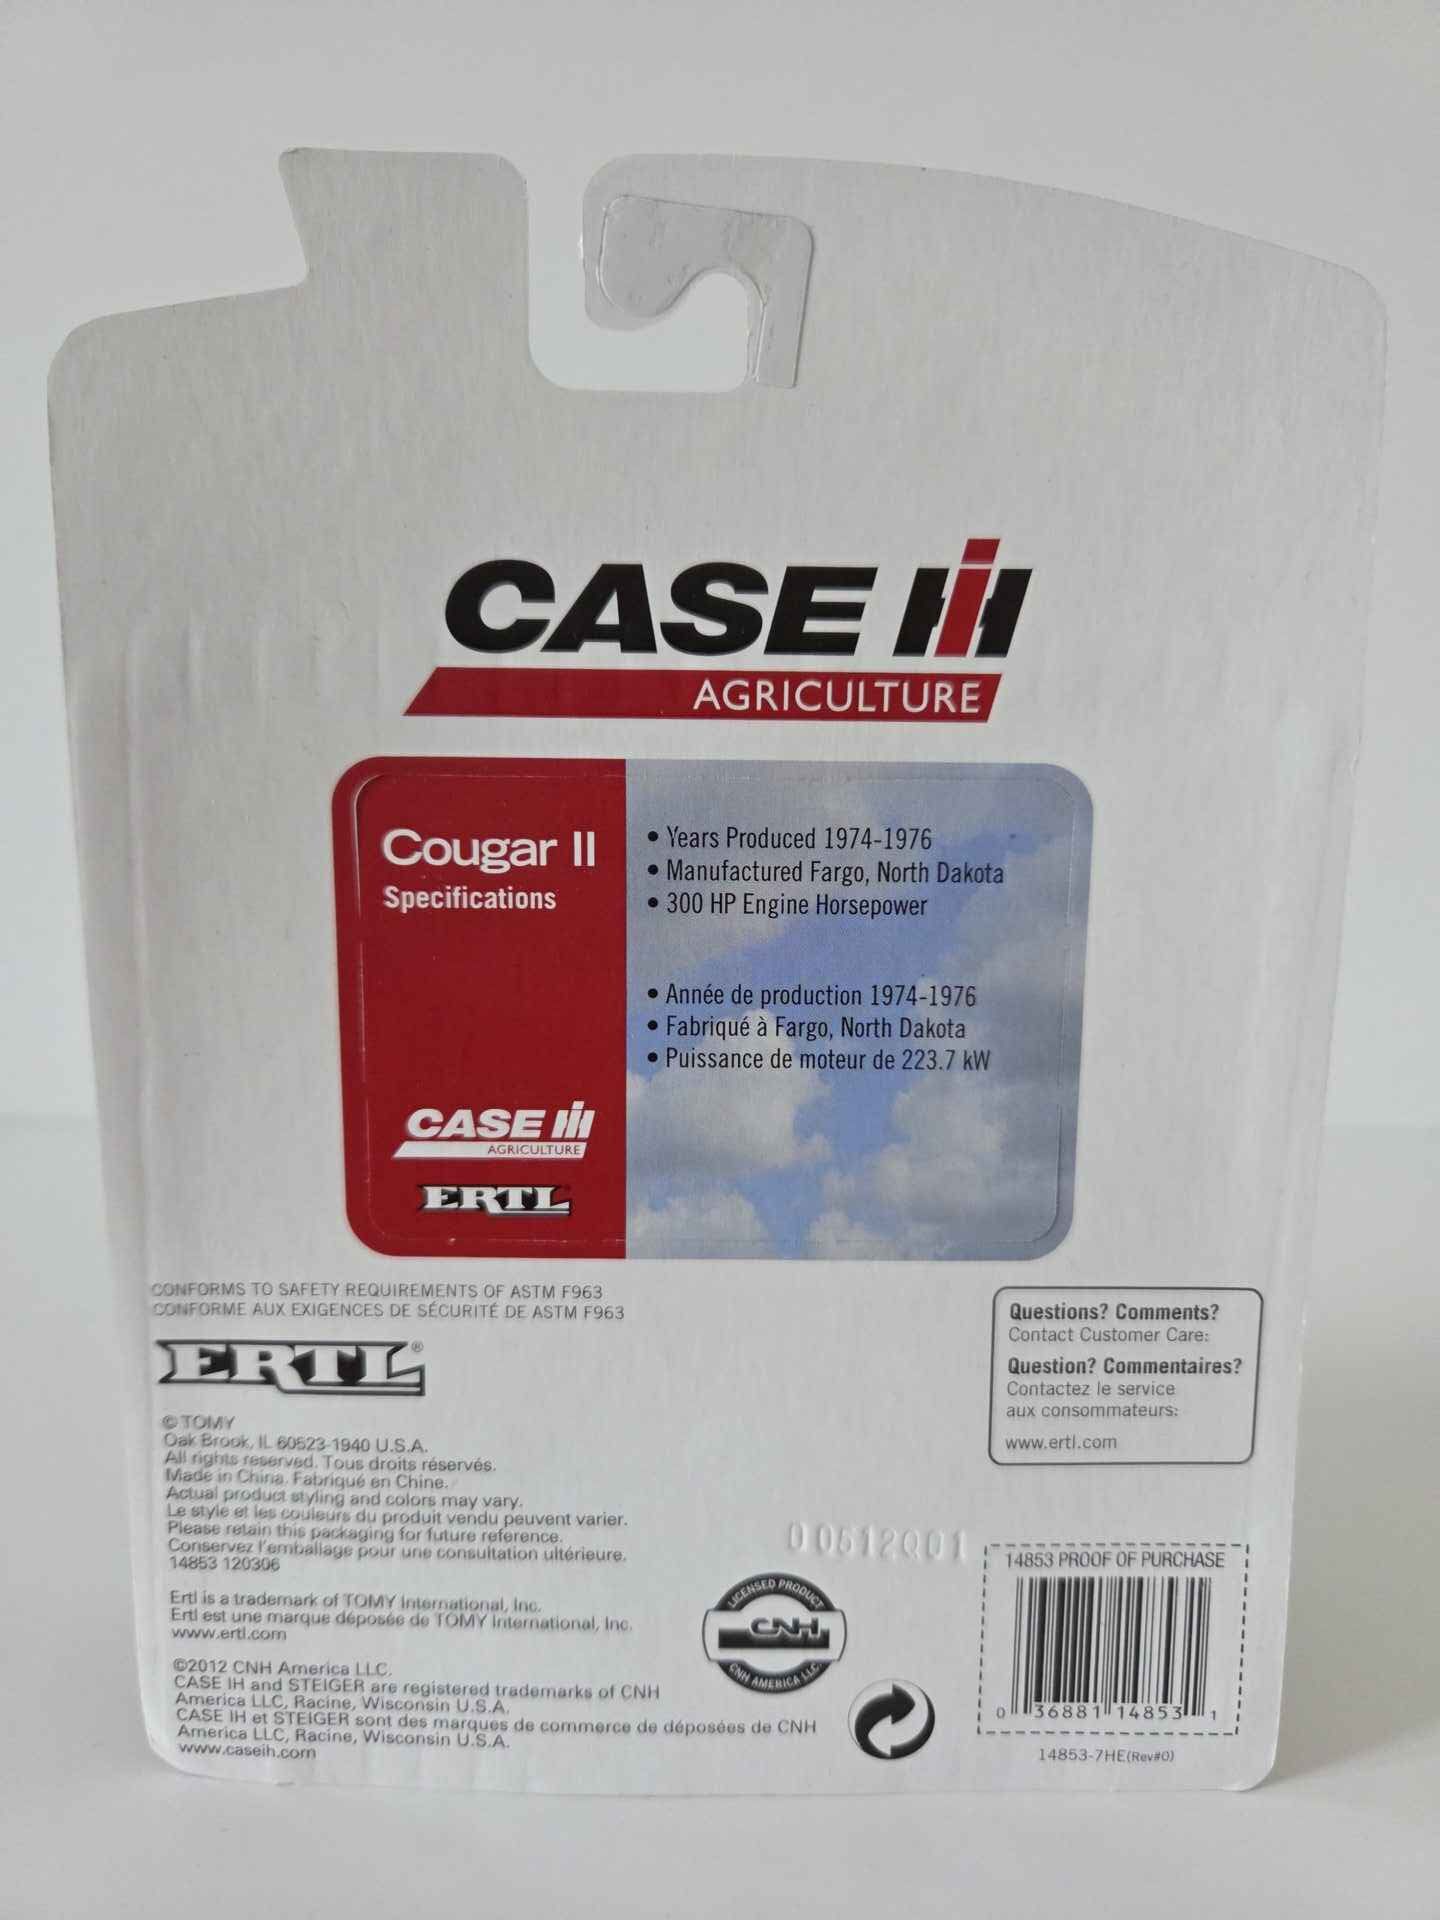 CASE IH
AGRICULTURE
Cougar II
Specifications
• Years Produced 1974-1976
• Manufactured Fargo, North Dakota
• 300 HP Engine Horsepower
• Année de production 1974-1976
• Fabriqué à Fargo, North Dakota
• Puissance de moteur de 223.7 kW
CASE IH
AGRICULTURE
ERTL
CONFORMS TO SAFETY REQUIREMENTS OF ASTM F963
CONFORME AUX EXIGENCES DE SÉCURITÉ DE ASTM F963
ERTL®
© TOMY
Oak Brook, IL 60523-1940 U.S.A.
All rights reserved. Tous droits réservés.
Made in China. Fabriqué en Chine.
Actual product styling and colors may vary.
Le style et les couleurs du produit vendu peuvent varier.
Please retain this packaging for future reference.
Conservez l'emballage pour une consultation ultérieure.
14853 120306
Ertl is a trademark of TOMY International, Inc.
Ertl est une marque déposée de TOMY International, Inc.
www.ertl.com
©2012 CNH America LLC.
CASE IH and STEIGER are registered trademarks of CNH
America LLC, Racine, Wisconsin U.S.A.
CASE IH et STEIGER sont des marques de commerce de déposées de CNH
America LLC, Racine, Wisconsin U.S.A.
www.caseih.com
Questions? Comments?
Contact Customer Care:
Question? Commentaires?
Contactez le service
aux consommateurs:
www.ertl.com
00512Q01
LICENSED PRODUCT
CNH
CNH AMERICA LLC
14853 PROOF OF PURCHASE
0 36881 14853 1
14853-7HE(Rev#0)